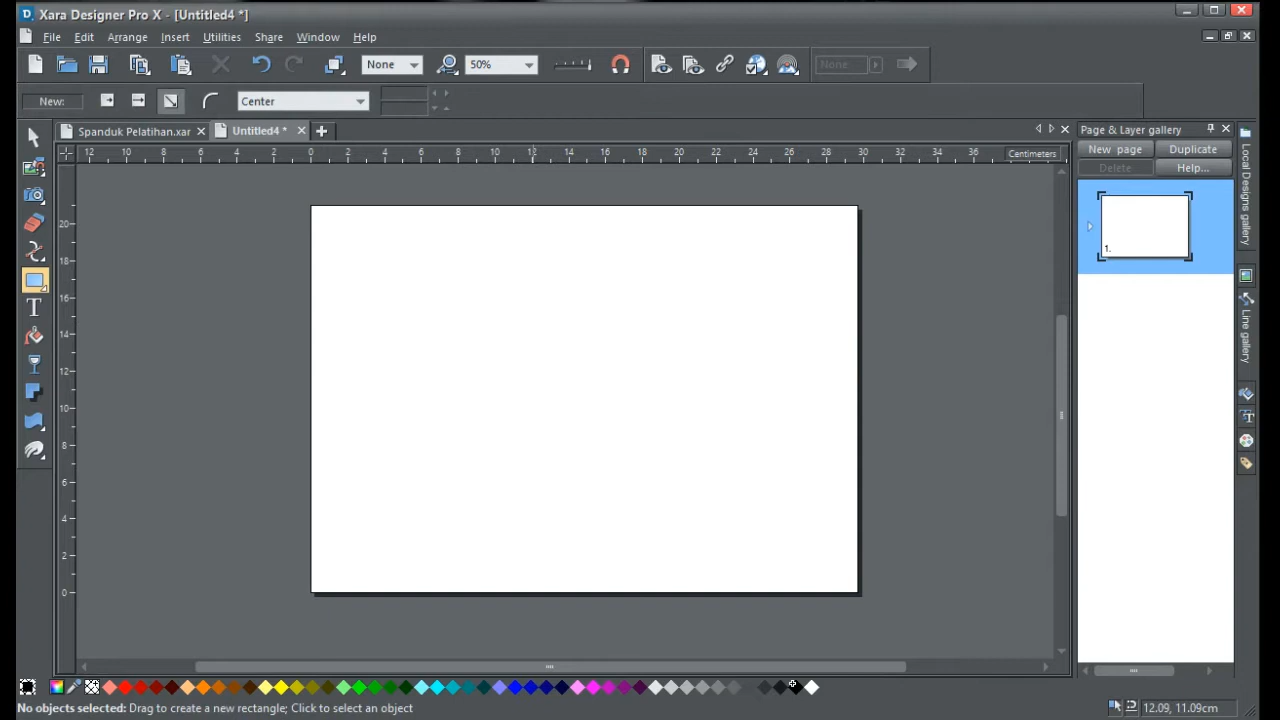 Xara Designer Pro X - [Untitled4 *]
File Edit Arrange Insert Utilities Share Window Help
None 50% None
New: Center
Spanduk Pelatihan.xar Untitled4 *
Page & Layer gallery
New page Duplicate
Delete Help...
12 10 8 6 4 2 0 2 4 6 8 10 12 14 16 18 20 22 24 26 28 30 32 34 36 Centimeters
20
18
16
14
12
10
8
6
4
2
0
1.
Local Designs gallery
Line gallery
No objects selected: Drag to create a new rectangle; Click to select an object
12.09, 11.09cm